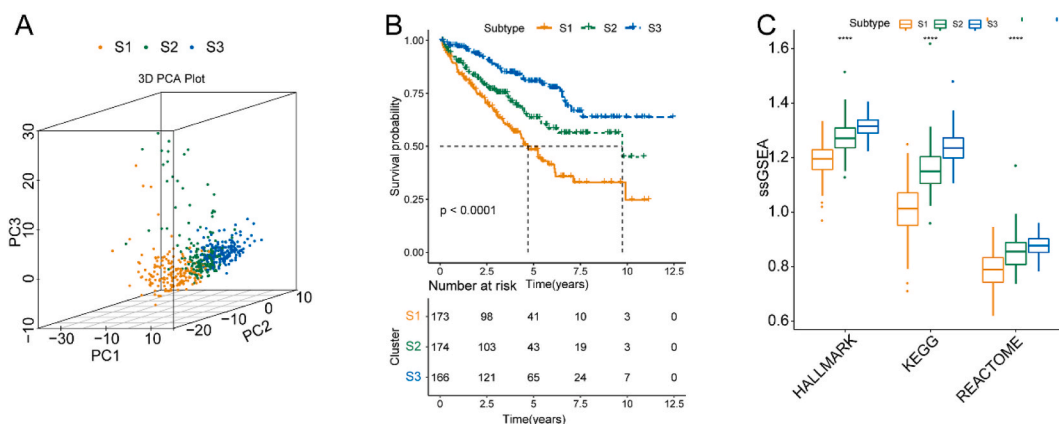 A
S1 S2 S3
3D PCA Plot
30
20
10
0
-10
PC3
-30
-10
10
PC1
-20
-10
0
10
PC2
B
Subtype S1 S2 S3
1.00
0.75
0.50
0.25
0.00
Survival probability
p < 0.0001
0 2.5 5 7.5 10 12.5
Time(years)
Number at risk
Cluster
S1 173 98 41 10 3 0
S2 174 103 43 19 3 0
S3 166 121 65 24 7 0
0 2.5 5 7.5 10 12.5
Time(years)
C
Subtype S1 S2 S3
**** **** ****
1.6
1.4
1.2
1.0
0.8
0.6
ssGSEA
HALLMARK
KEGG
REACTOME